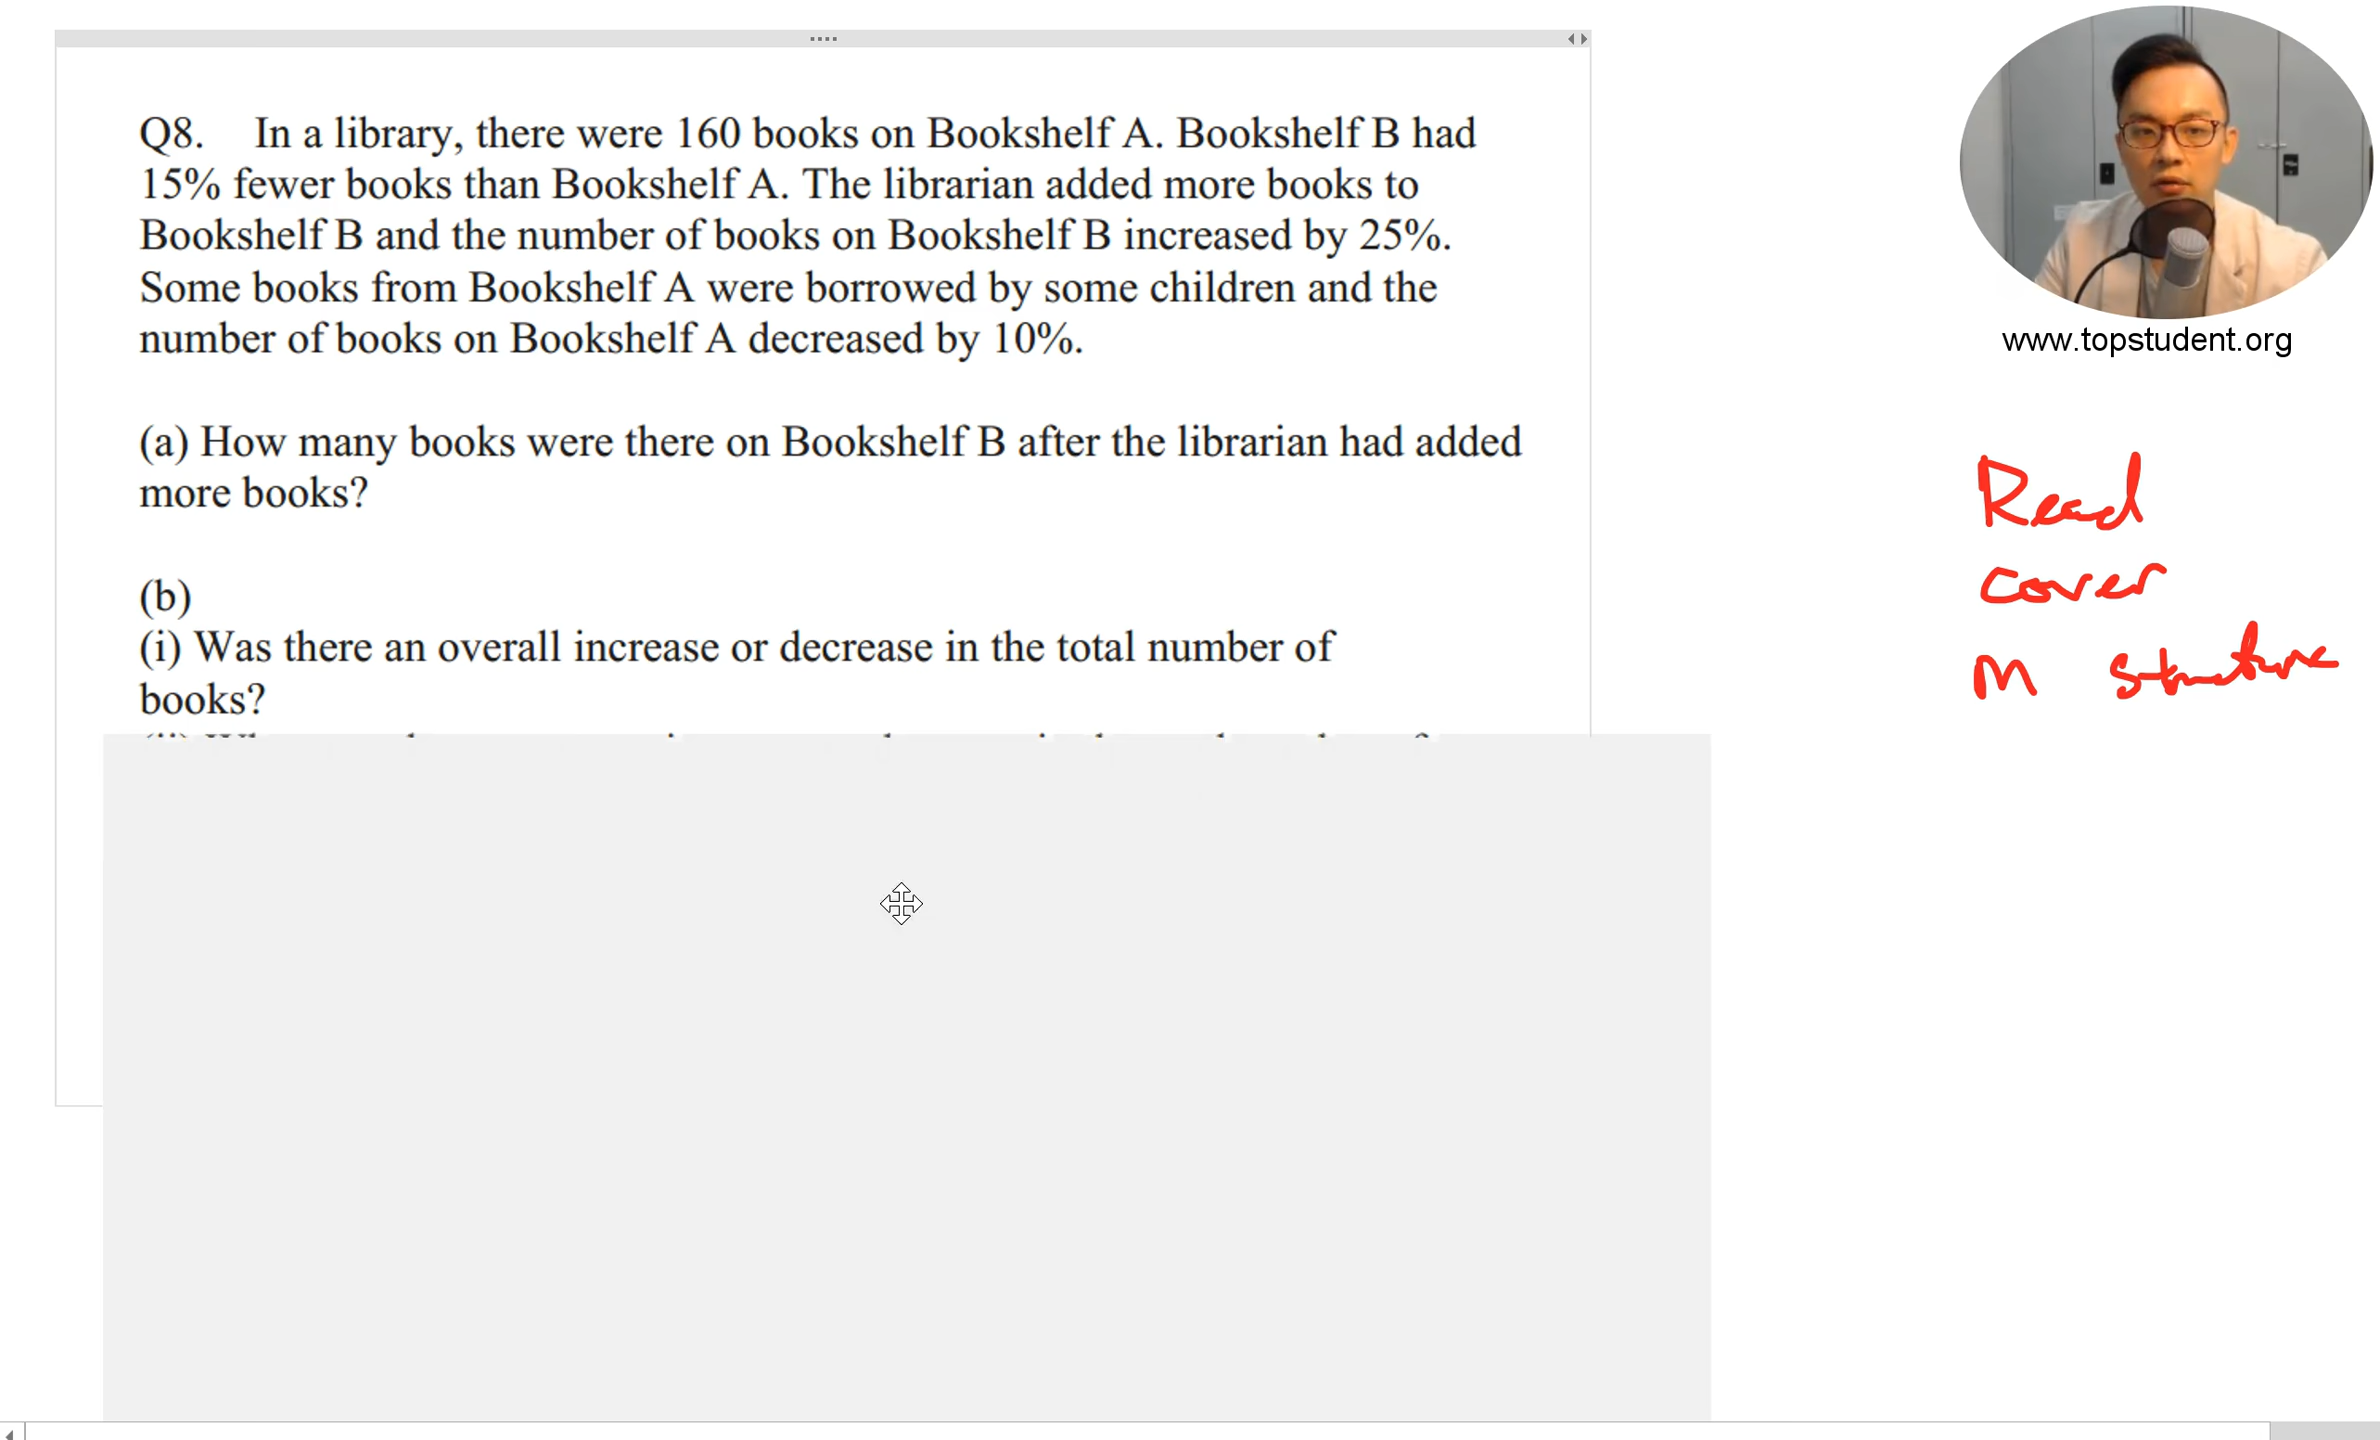 Q8. In a library, there were 160 books on Bookshelf A. Bookshelf B had
15% fewer books than Bookshelf A. The librarian added more books to
Bookshelf B and the number of books on Bookshelf B increased by 25%.
Some books from Bookshelf A were borrowed by some children and the
number of books on Bookshelf A decreased by 10%.
(a) How many books were there on Bookshelf B after the librarian had added
more books?
(b)
(i) Was there an overall increase or decrease in the total number of
books?
www.topstudent.org
Read
cover
M structure